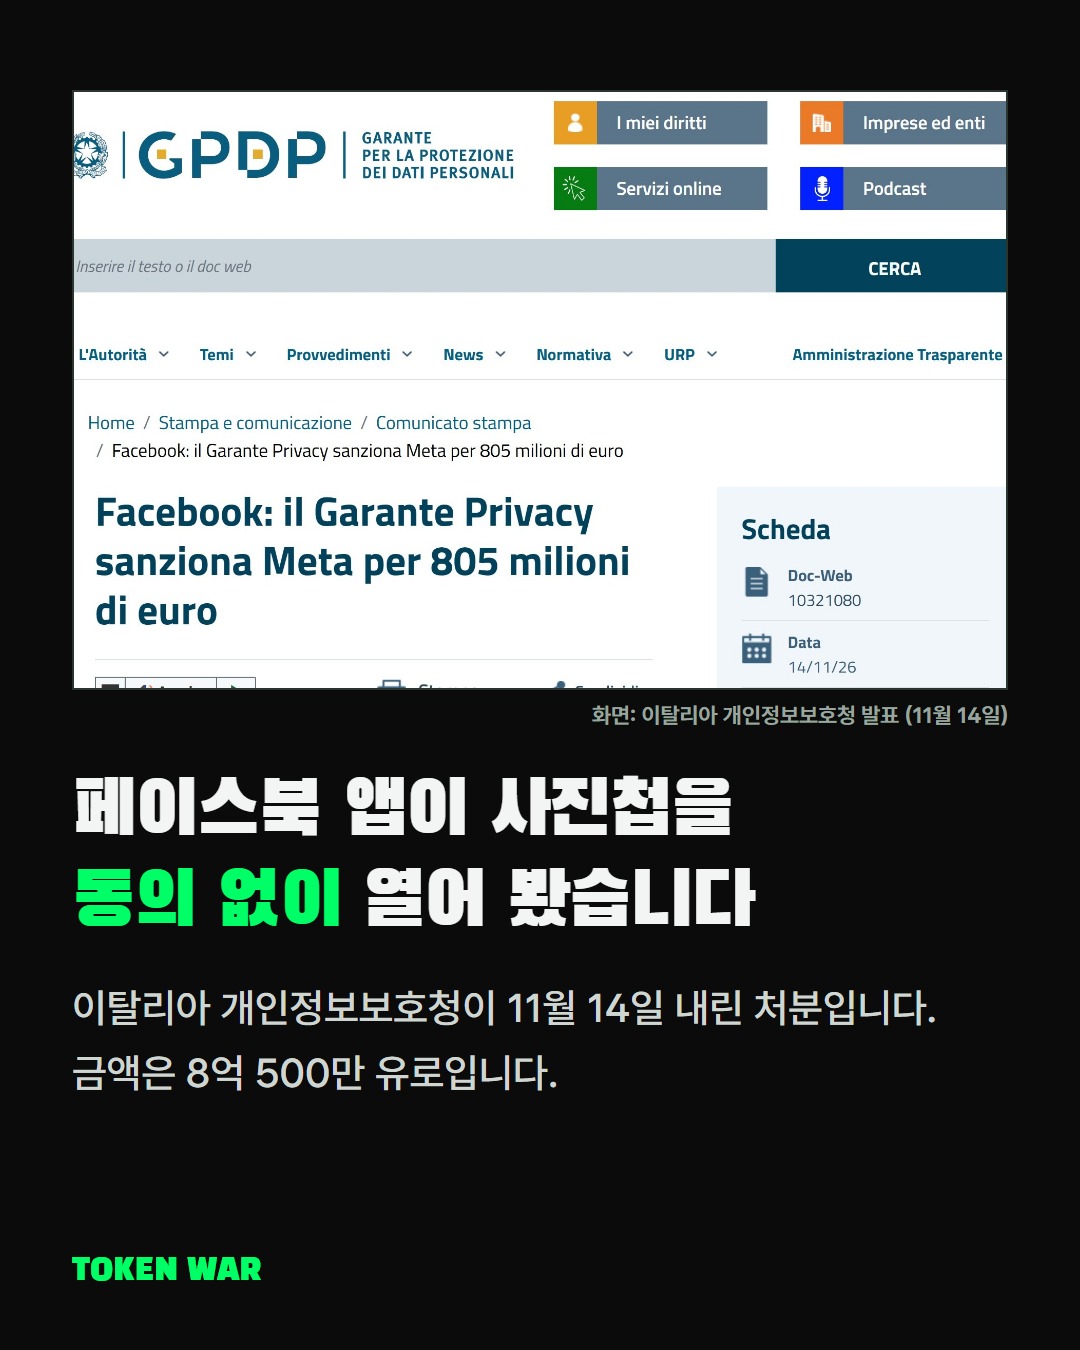 GPDP
GARANTE
PER LA PROTEZIONE
DEI DATI PERSONALI
I miei diritti
Imprese ed enti
Servizi online
Podcast
Inserire il testo o il doc web
CERCA
L'Autorità
Temi
Provvedimenti
News
Normativa
URP
Amministrazione Trasparente
Home / Stampa e comunicazione / Comunicato stampa
/ Facebook: il Garante Privacy sanziona Meta per 805 milioni di euro
Facebook: il Garante Privacy
sanziona Meta per 805 milioni
di euro
Scheda
Doc-Web
10321080
Data
14/11/26
화면: 이탈리아 개인정보보호청 발표 (11월 14일)
페이스북 앱이 사진첩을
동의 없이 열어 봤습니다
이탈리아 개인정보보호청이 11월 14일 내린 처분입니다.
금액은 8억 500만 유로입니다.
TOKEN WAR